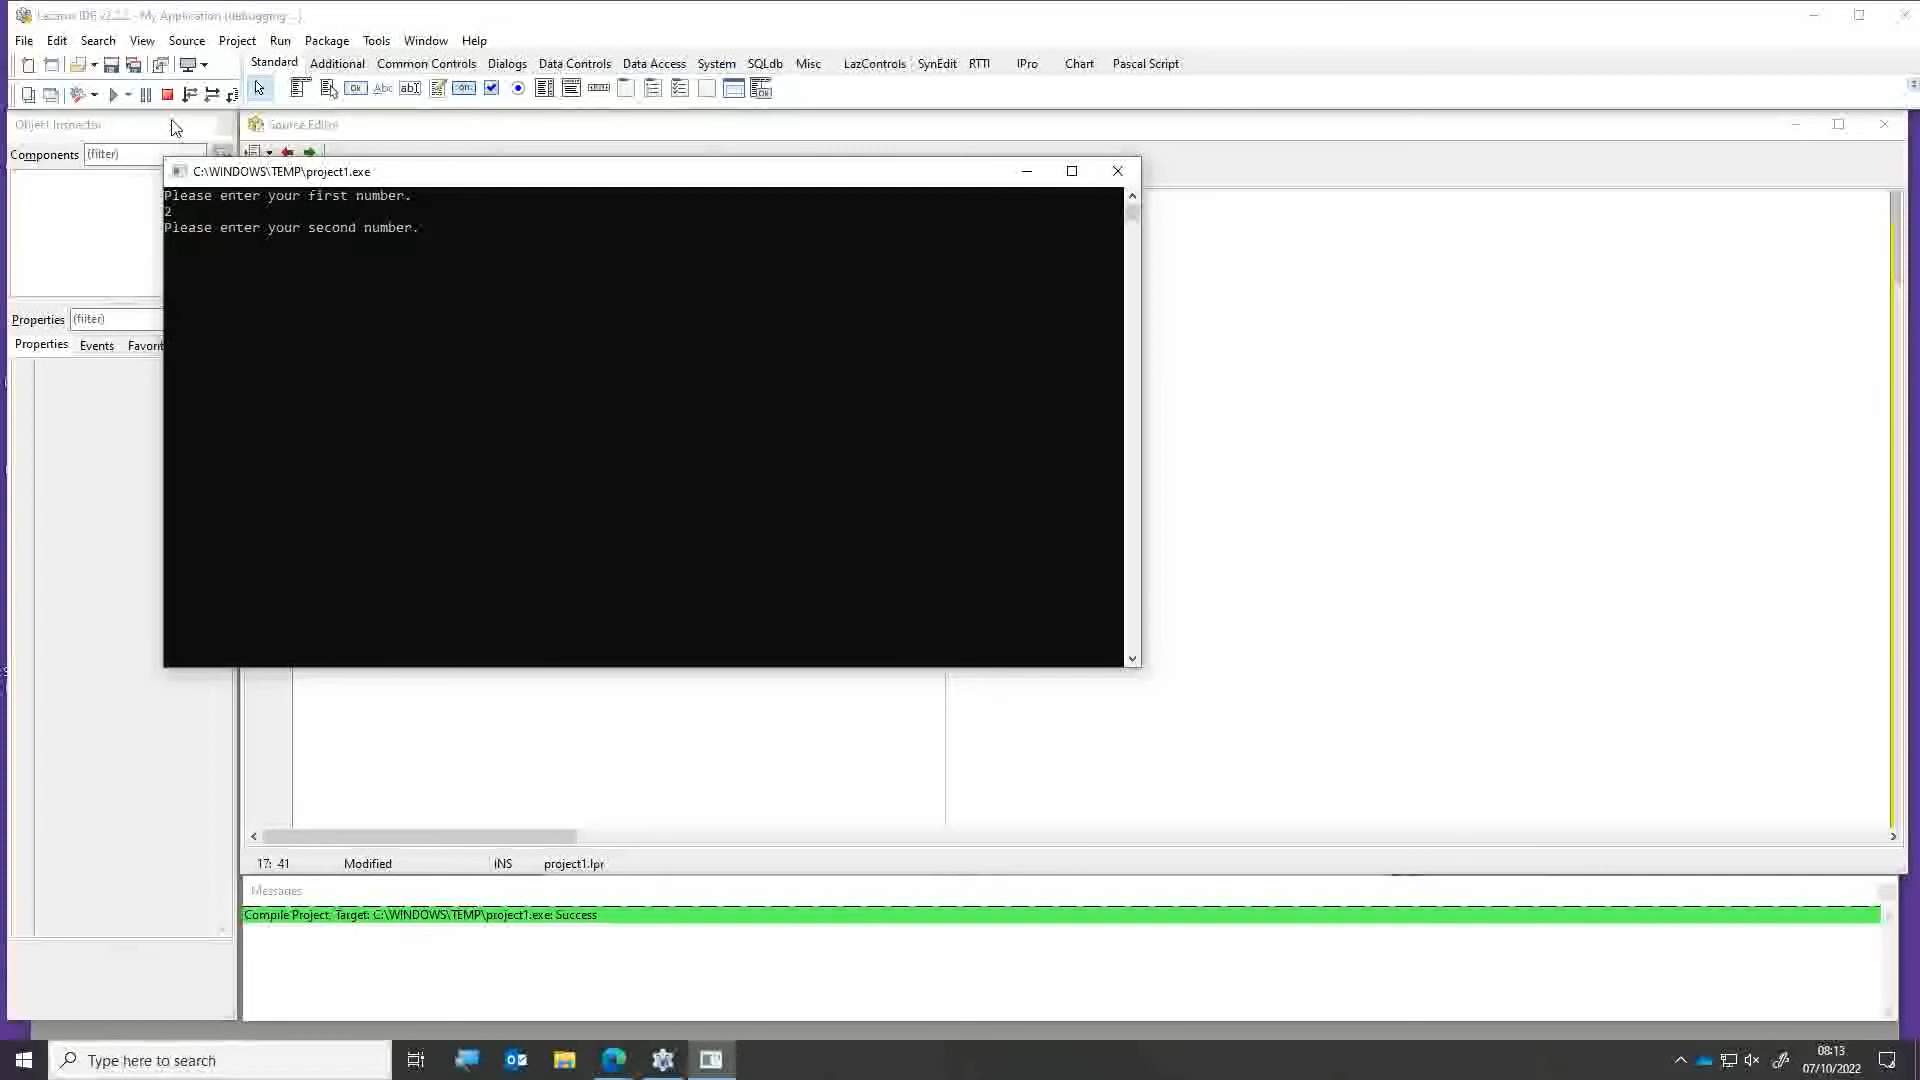 Lazarus IDE v2.2.2 - My Application (debugging ...)
File Edit Search View Source Project Run Package Tools Window Help
Standard Additional Common Controls Dialogs Data Controls Data Access System SQLdb Misc LazControls SynEdit RTTI IPro Chart Pascal Script
Object Inspector
Source Editor
Components (filter)
C:\WINDOWS\TEMP\project1.exe
Please enter your first number.
2
Please enter your second number.
Properties (filter)
Properties Events Favorit
17: 41 Modified INS project1.lpr
Messages
Compile Project, Target: C:\WINDOWS\TEMP\project1.exe: Success
Type here to search
08:13
07/10/2022